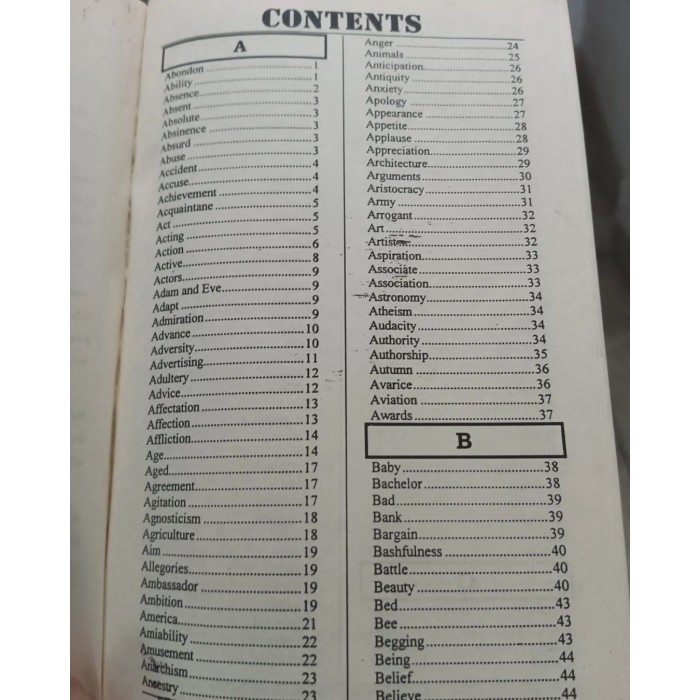 CONTENTS
A
Abondon ........ 1
Ability ........ 1
Absence ........ 2
Absent ........ 3
Absolute ........ 3
Absinence ........ 3
Absurd ........ 3
Abuse ........ 3
Accident ........ 4
Accuse ........ 4
Achievement ........ 4
Acquaintane ........ 5
Act ........ 5
Acting ........ 5
Action ........ 6
Active ........ 8
Actors ........ 9
Adam and Eve ........ 9
Adapt ........ 9
Admiration ........ 9
Advance ........ 10
Adversity ........ 10
Advertising ........ 11
Adultery ........ 12
Advice ........ 12
Affectation ........ 13
Affection ........ 13
Affliction ........ 14
Age ........ 14
Aged ........ 17
Agreement ........ 17
Agitation ........ 17
Agnosticism ........ 18
Agriculture ........ 18
Aim ........ 19
Allegories ........ 19
Ambassador ........ 19
Ambition ........ 19
America ........ 21
Amiability ........ 22
Amusement ........ 22
Anarchism ........ 23
Ansestry ........ 23
Anger ........ 24
Animals ........ 25
Anticipation ........ 26
Antiquity ........ 26
Anxiety ........ 26
Apology ........ 27
Appearance ........ 27
Appetite ........ 28
Applause ........ 28
Appreciation ........ 29
Architecture ........ 29
Arguments ........ 30
Aristocracy ........ 31
Army ........ 31
Arrogant ........ 32
Art ........ 32
Artist ........ 32
Aspiration ........ 33
Associate ........ 33
Association ........ 33
Astronomy ........ 34
Atheism ........ 34
Audacity ........ 34
Authority ........ 34
Authorship ........ 35
Autumn ........ 36
Avarice ........ 36
Aviation ........ 37
Awards ........ 37
B
Baby ........ 38
Bachelor ........ 38
Bad ........ 39
Bank ........ 39
Bargain ........ 39
Bashfulness ........ 40
Battle ........ 40
Beauty ........ 40
Bed ........ 43
Bee ........ 43
Begging ........ 43
Being ........ 44
Belief ........ 44
Believe ........ 44